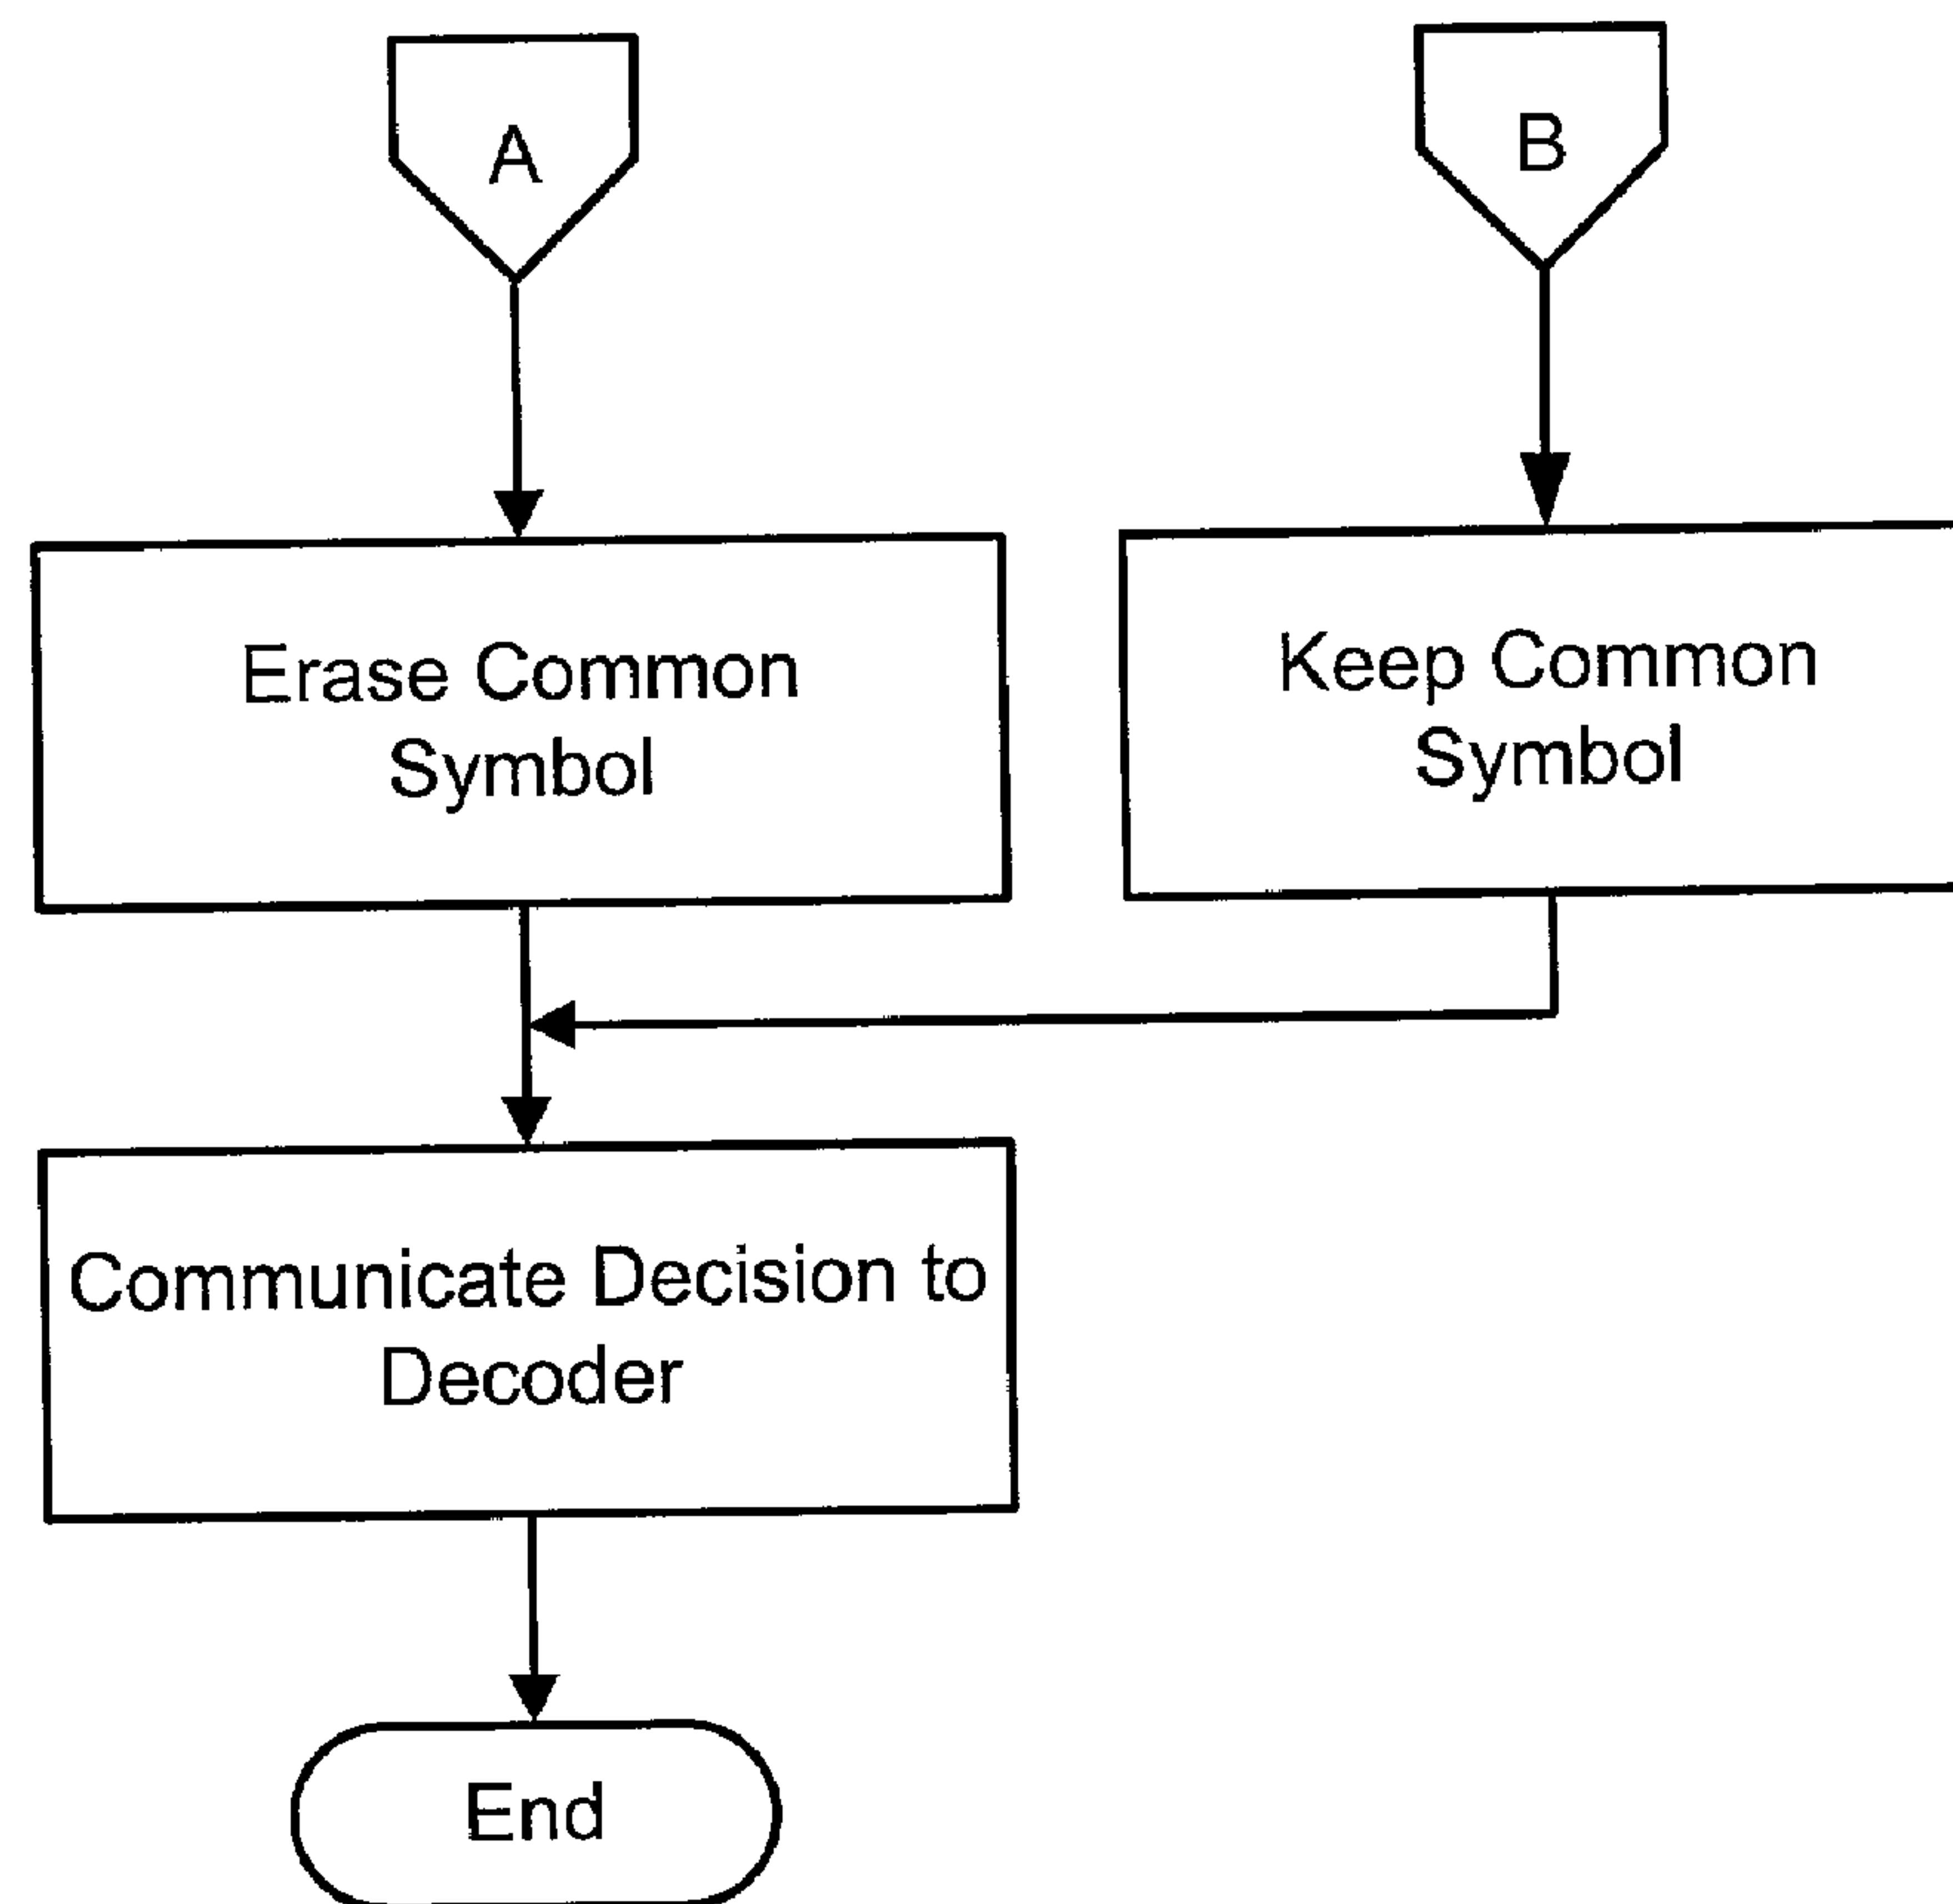 A
B
Erase Common
Symbol
Keep Common
Symbol
Communicate Decision to
Decoder
End